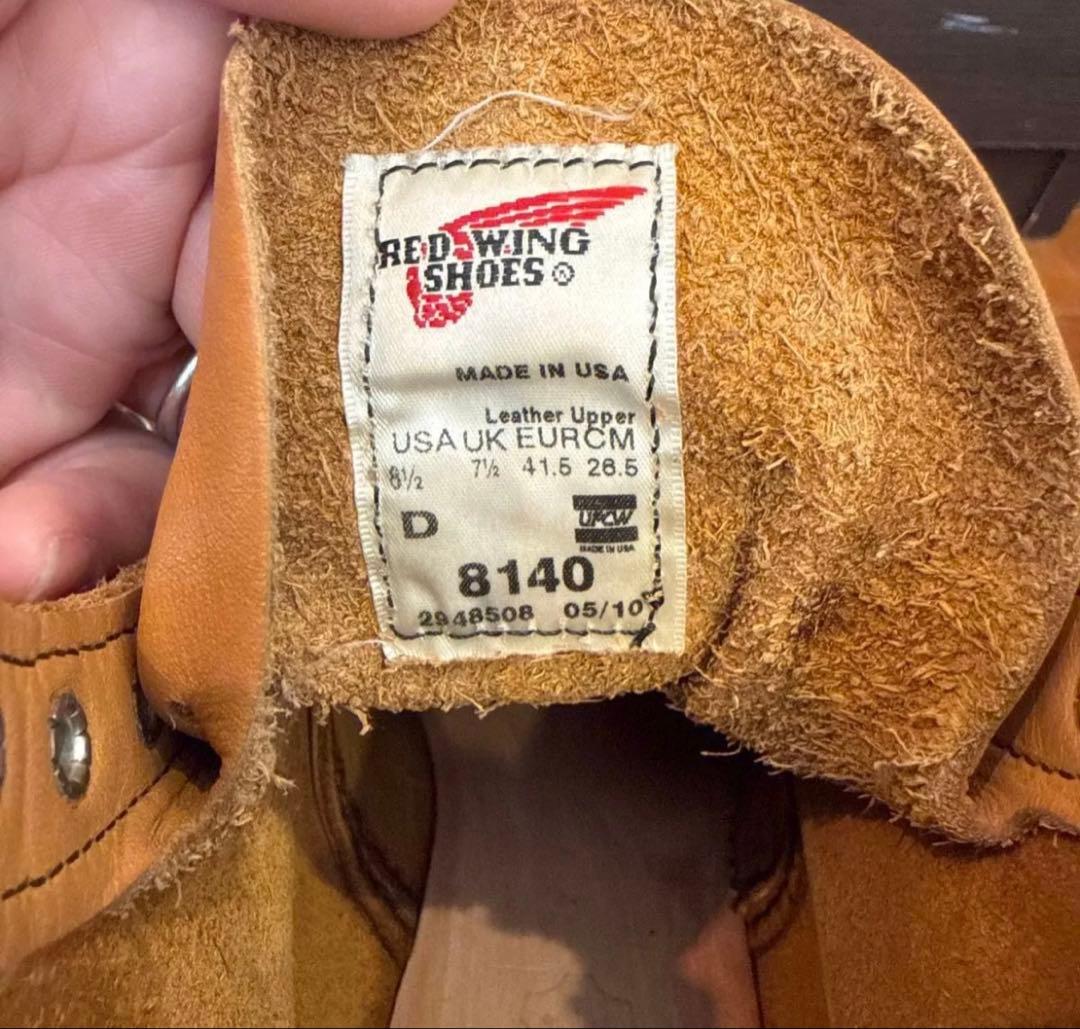 RED WING
SHOES®
MADE IN USA
Leather Upper
USA UK EUR CM
8½ 7½ 41.5 26.5
D
UFCW
MADE IN USA
8140
2948508 05/10